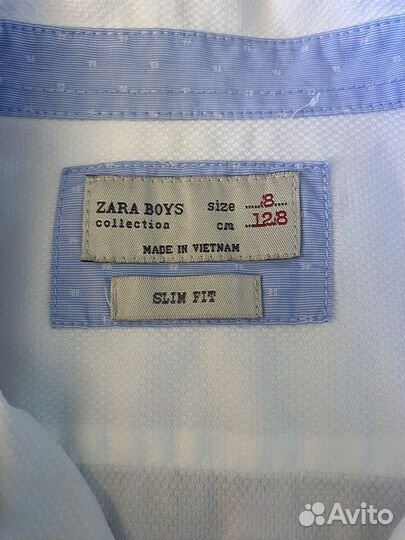 ZARA BOYS size 8
collection cm 128
MADE IN VIETNAM
SLIM FIT
Avito